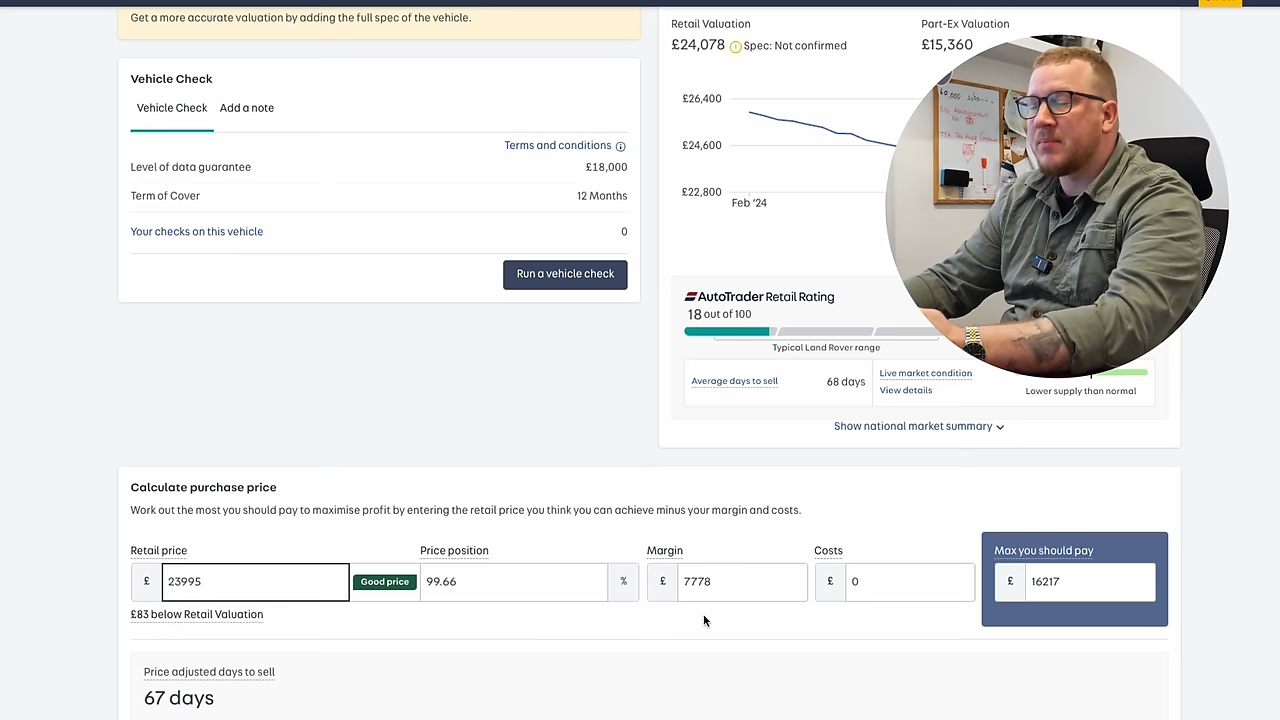 Get a more accurate valuation by adding the full spec of the vehicle.
Vehicle Check
Vehicle Check Add a note
Terms and conditions
Level of data guarantee £18,000
Term of Cover 12 Months
Your checks on this vehicle 0
Run a vehicle check
Retail Valuation Part-Ex Valuation
£24,078 Spec: Not confirmed £15,360
£26,400
£24,600
£22,800
Feb '24
AutoTrader Retail Rating
18 out of 100
Typical Land Rover range
Average days to sell 68 days
Live market condition
View details
Lower supply than normal
Show national market summary
Calculate purchase price
Work out the most you should pay to maximise profit by entering the retail price you think you can achieve minus your margin and costs.
Retail price Price position Margin Costs Max you should pay
£ 23995 Good price 99.66 % £ 7778 £ 0 £ 16217
£83 below Retail Valuation
Price adjusted days to sell
67 days